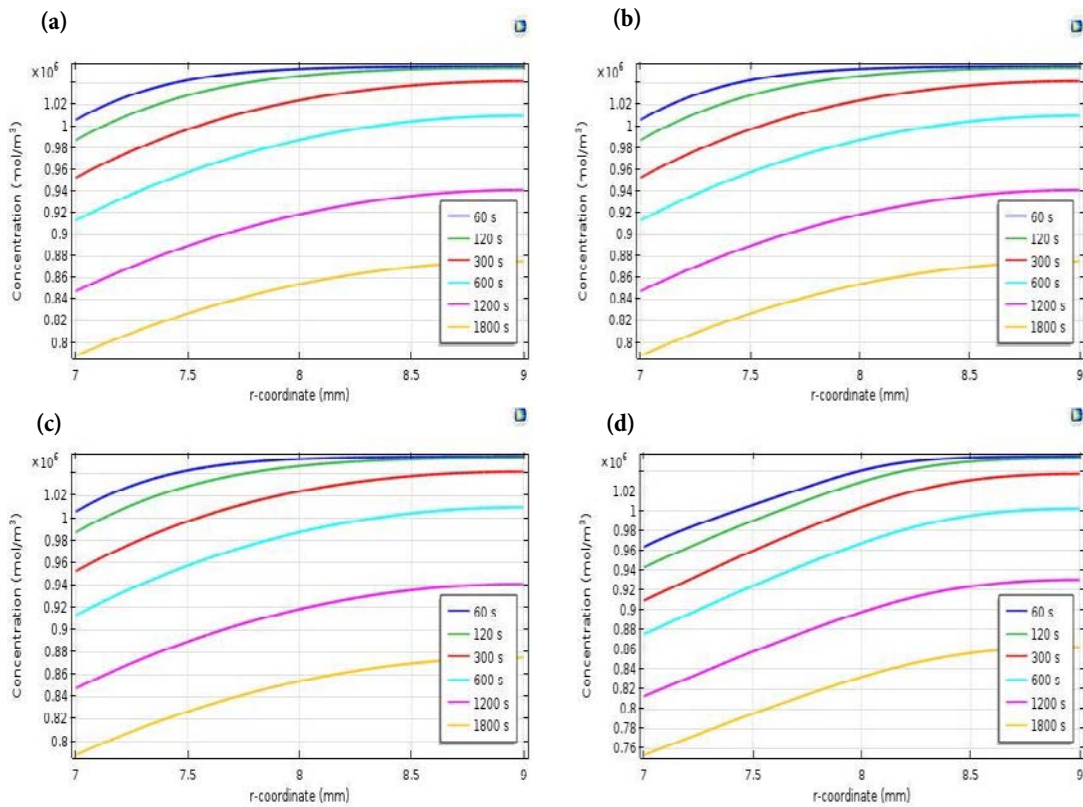 (a)
×10⁶
1.02
1
0.98
0.96
0.94
0.92
0.9
0.88
0.86
0.84
0.82
0.8
Concentration (mol/m³)
60 s
120 s
300 s
600 s
1200 s
1800 s
7
7.5
8
8.5
9
r-coordinate (mm)
(b)
×10⁶
1.02
1
0.98
0.96
0.94
0.92
0.9
0.88
0.86
0.84
0.82
0.8
Concentration (mol/m³)
60 s
120 s
300 s
600 s
1200 s
1800 s
7
7.5
8
8.5
9
r-coordinate (mm)
(c)
×10⁶
1.02
1
0.98
0.96
0.94
0.92
0.9
0.88
0.86
0.84
0.82
0.8
Concentration (mol/m³)
60 s
120 s
300 s
600 s
1200 s
1800 s
7
7.5
8
8.5
9
r-coordinate (mm)
(d)
×10⁶
1.02
1
0.98
0.96
0.94
0.92
0.9
0.88
0.86
0.84
0.82
0.8
0.78
0.76
Concentration (mol/m³)
60 s
120 s
300 s
600 s
1200 s
1800 s
7
7.5
8
8.5
9
r-coordinate (mm)